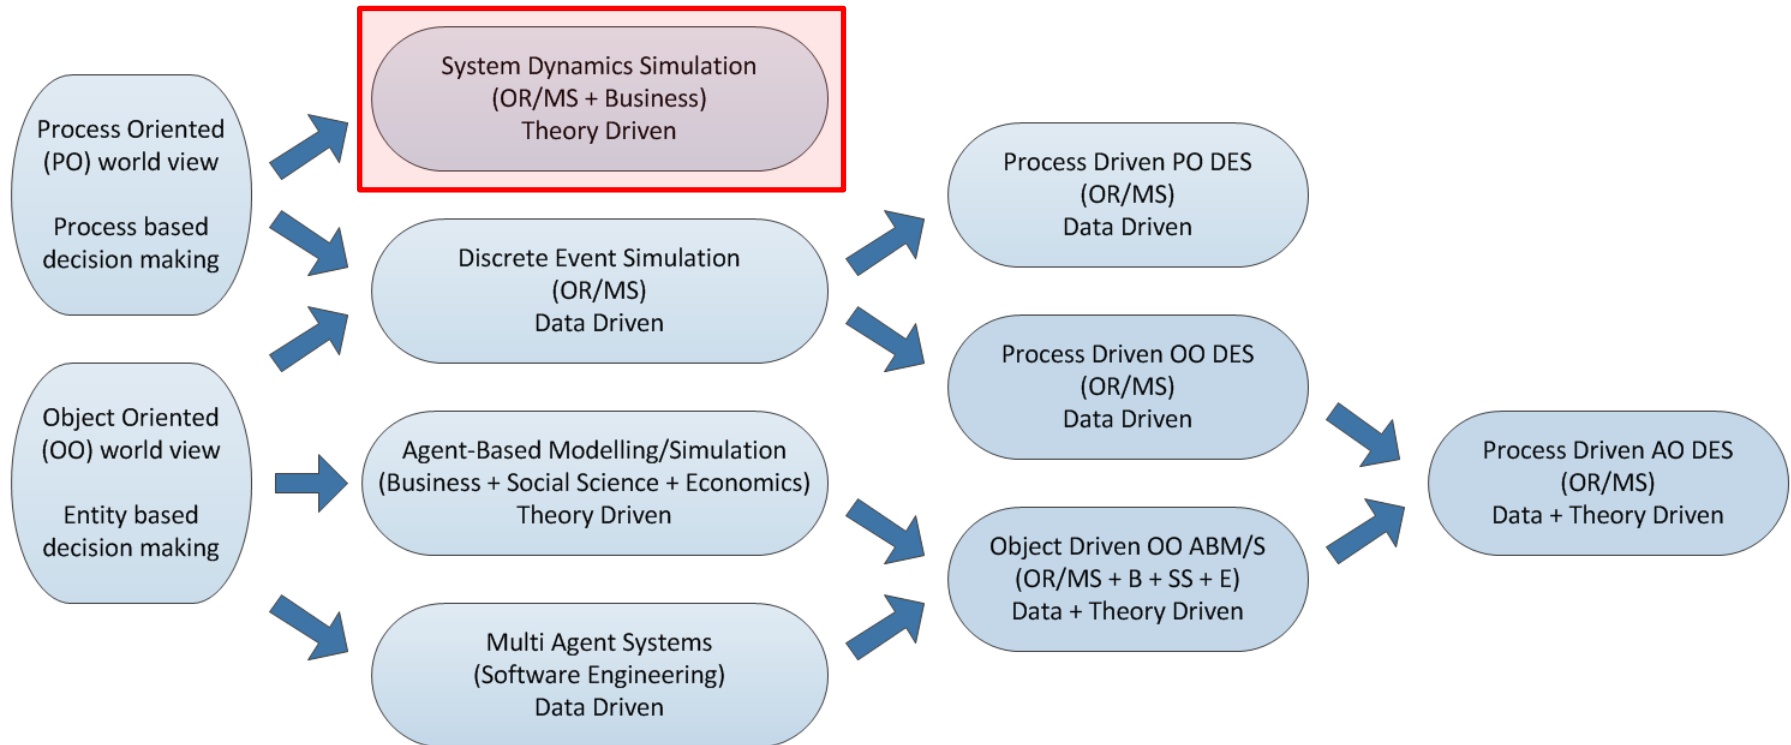 Process Oriented
(PO) world view
Process based
decision making
Object Oriented
(OO) world view
Entity based
decision making
System Dynamics Simulation
(OR/MS + Business)
Theory Driven
Discrete Event Simulation
(OR/MS)
Data Driven
Agent-Based Modelling/Simulation
(Business + Social Science + Economics)
Theory Driven
Multi Agent Systems
(Software Engineering)
Data Driven
Process Driven PO DES
(OR/MS)
Data Driven
Process Driven OO DES
(OR/MS)
Data Driven
Object Driven OO ABM/S
(OR/MS + B + SS + E)
Data + Theory Driven
Process Driven AO DES
(OR/MS)
Data + Theory Driven